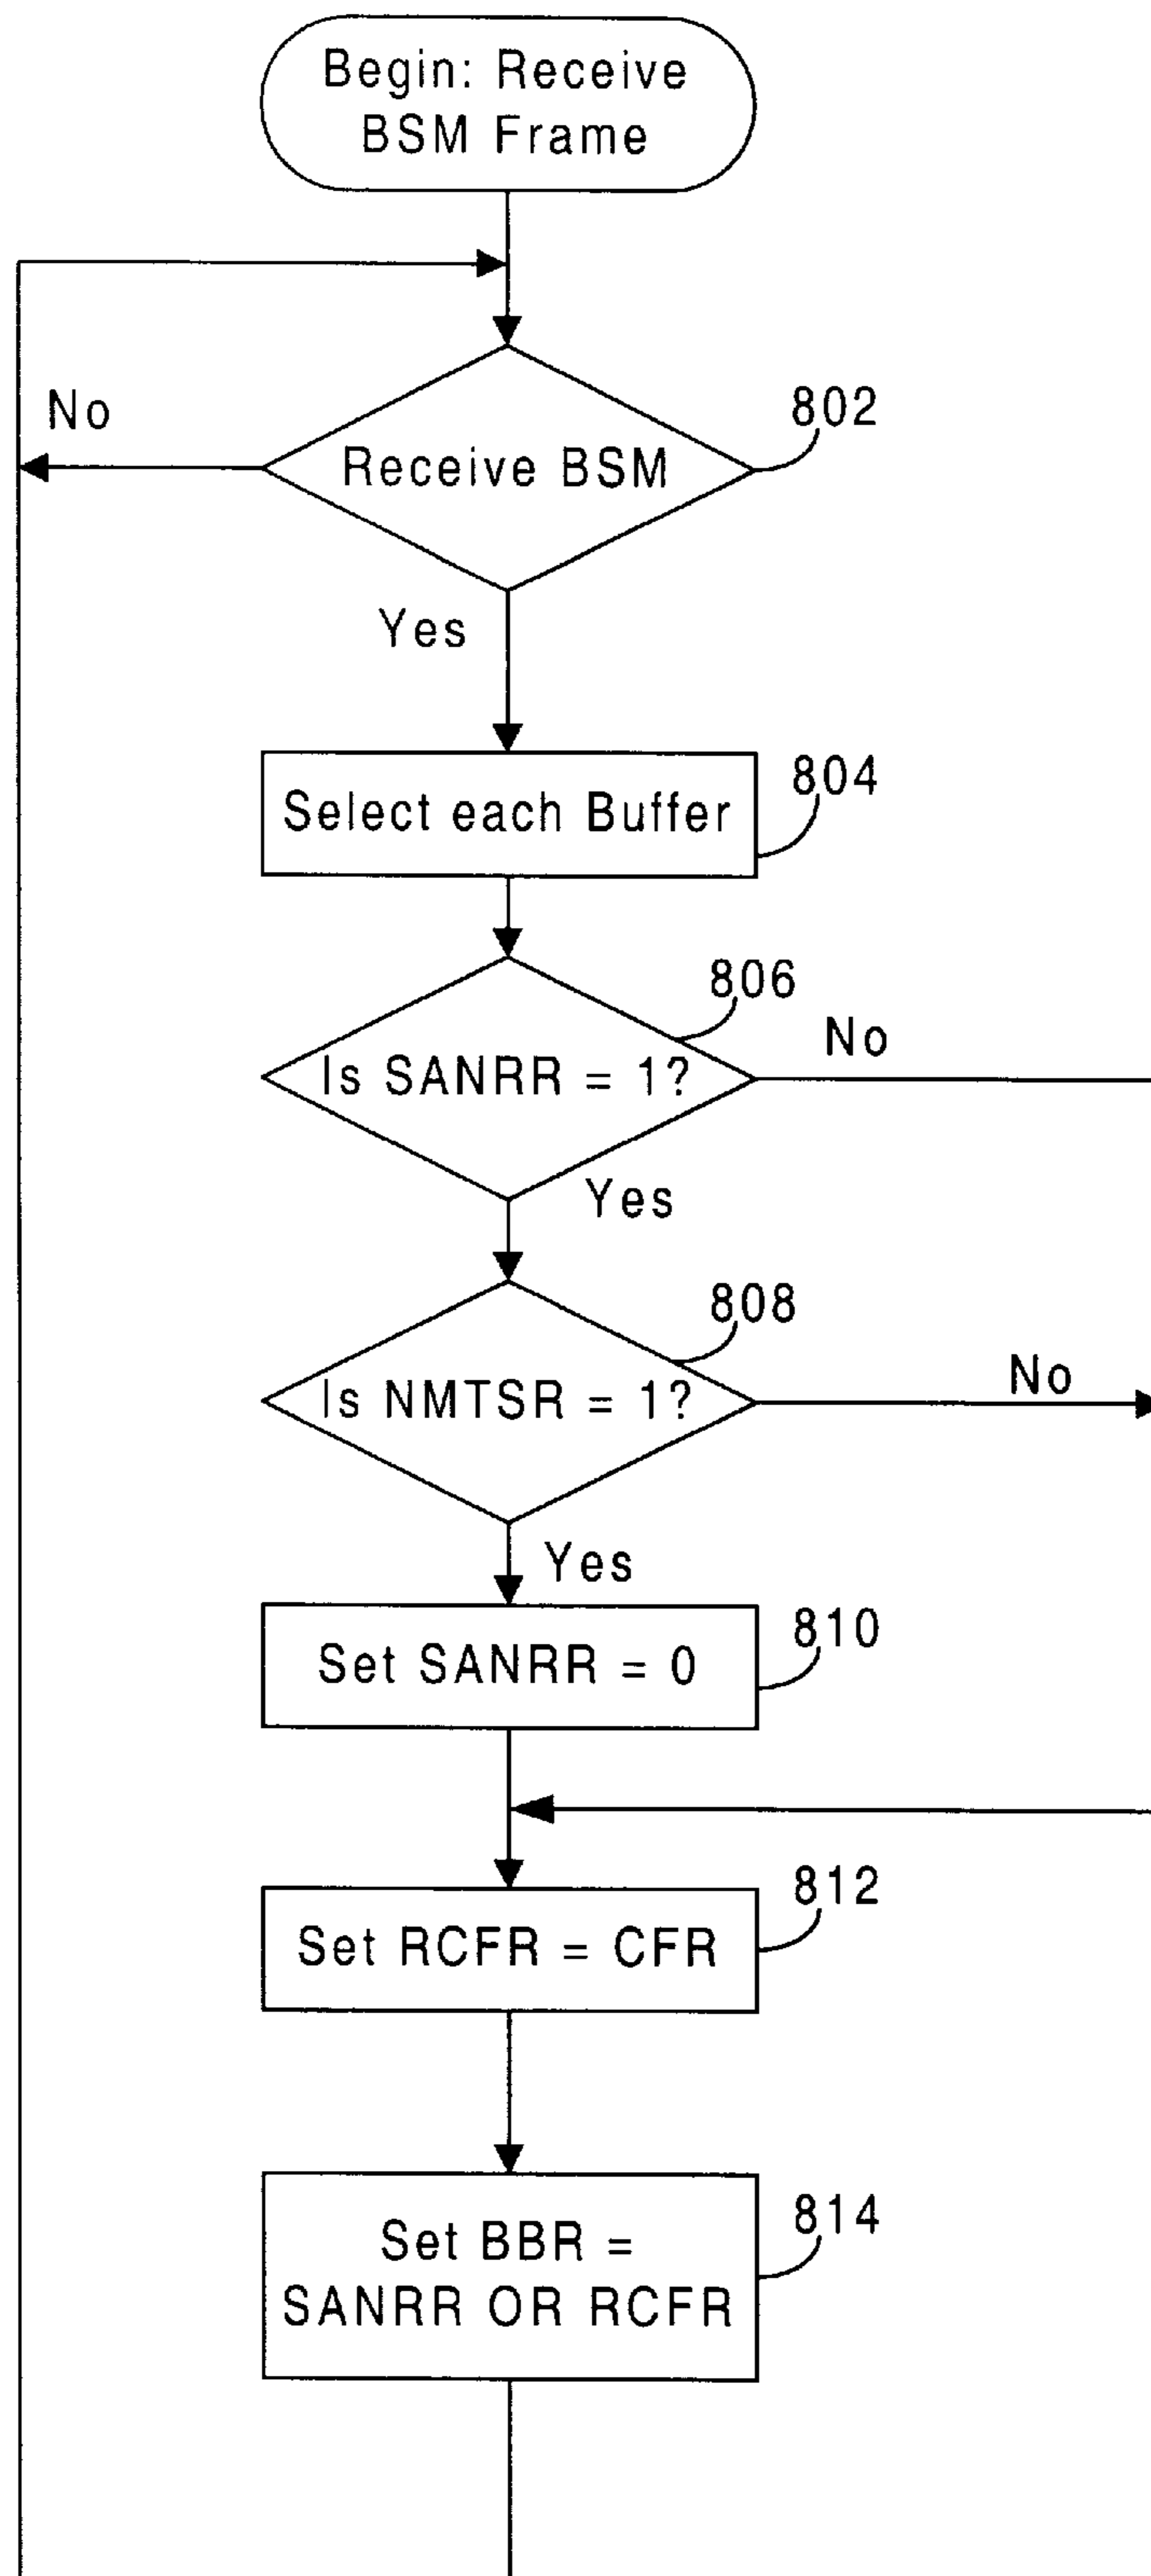 Begin: Receive
BSM Frame
No
802
Receive BSM
Yes
804
Select each Buffer
806
No
Is SANRR = 1?
Yes
808
No
Is NMTSR = 1?
Yes
810
Set SANRR = 0
812
Set RCFR = CFR
814
Set BBR =
SANRR OR RCFR